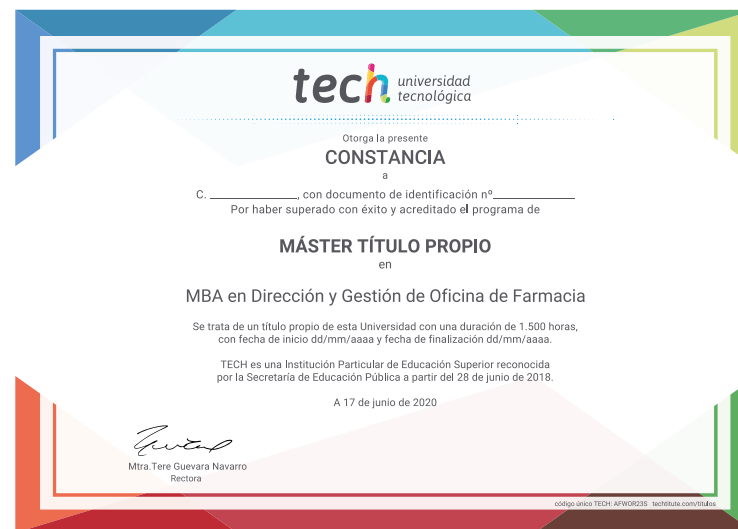 tech universidad
tecnológica
Otorga la presente
CONSTANCIA
a
C. ______________, con documento de identificación nº______________
Por haber superado con éxito y acreditado el programa de
MÁSTER TÍTULO PROPIO
en
MBA en Dirección y Gestión de Oficina de Farmacia
Se trata de un título propio de esta Universidad con una duración de 1.500 horas,
con fecha de inicio dd/mm/aaaa y fecha de finalización dd/mm/aaaa.
TECH es una Institución Particular de Educación Superior reconocida
por la Secretaría de Educación Pública a partir del 28 de junio de 2018.
A 17 de junio de 2020
Mtra.Tere Guevara Navarro
Rectora
código único TECH: AFWOR23S techtitute.com/títulos